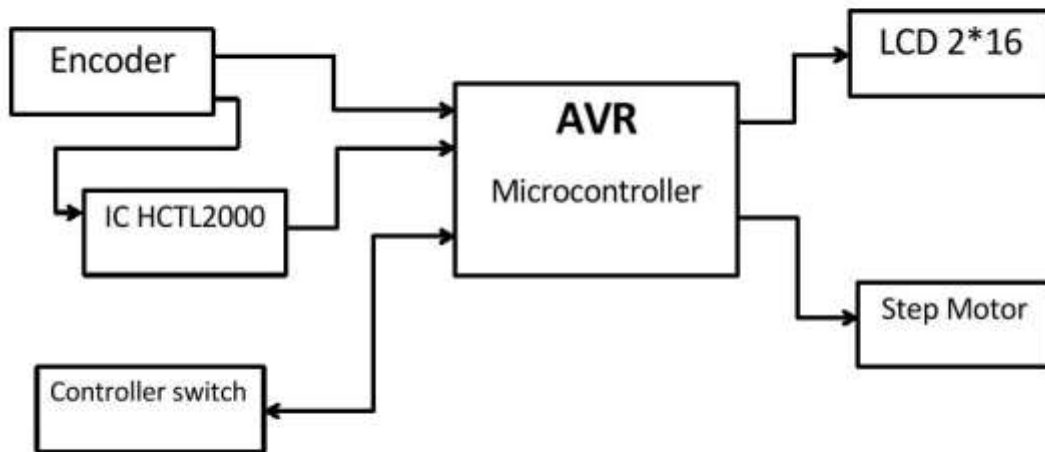 Encoder
LCD 2*16
AVR
Microcontroller
IC HCTL2000
Step Motor
Controller switch